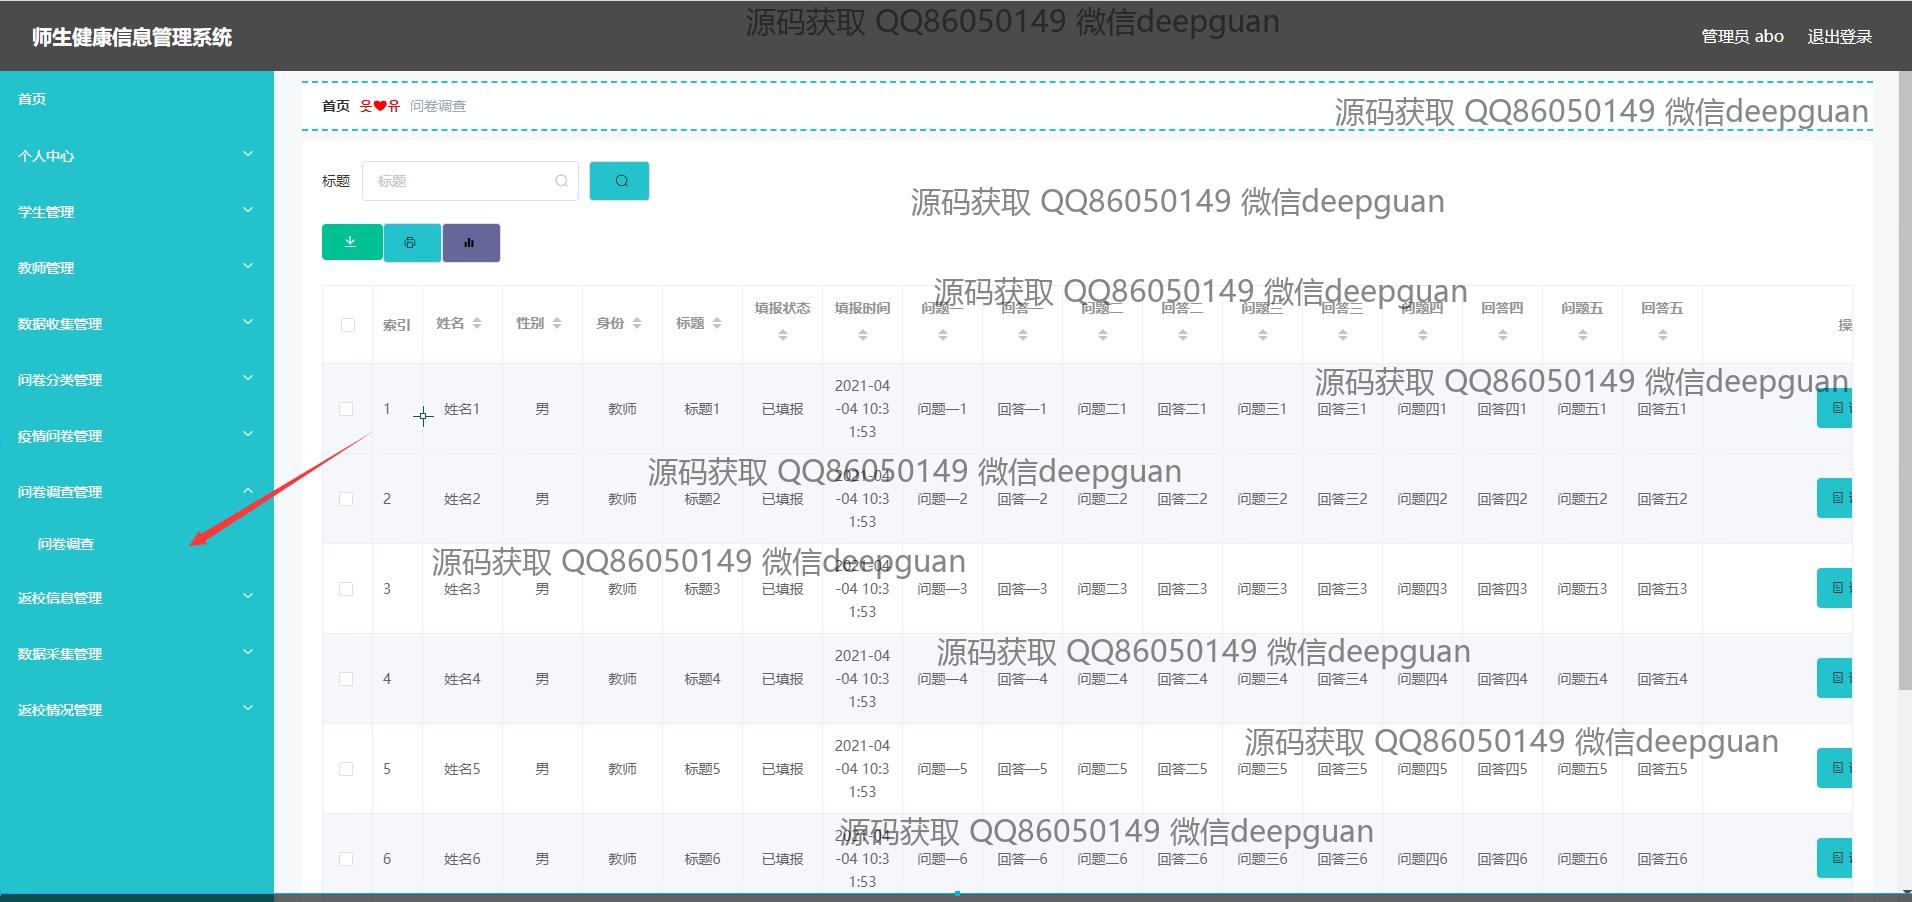 源码获取 QQ86050149 微信deepguan
师生健康信息管理系统
管理员 abo 退出登录
首页
个人中心
学生管理
教师管理
数据收集管理
问卷分类管理
疫情问卷管理
问卷调查管理
问卷调查
返校信息管理
数据采集管理
返校情况管理
首页 웃❤유 问卷调查
源码获取 QQ86050149 微信deepguan
标题 标题
源码获取 QQ86050149 微信deepguan
源码获取 QQ86050149 微信deepguan
索引 姓名 性别 身份 标题 填报状态 填报时间 问题一 回答一 问题二 回答二 问题三 回答三 问题四 回答四 问题五 回答五 操
源码获取 QQ86050149 微信deepguan
1 姓名1 男 教师 标题1 已填报 2021-04-04 10:31:53 问题一1 回答一1 问题二1 回答二1 问题三1 回答三1 问题四1 回答四1 问题五1 回答五1
源码获取 QQ86050149 微信deepguan
2 姓名2 男 教师 标题2 已填报 2021-04-04 10:31:53 问题一2 回答一2 问题二2 回答二2 问题三2 回答三2 问题四2 回答四2 问题五2 回答五2
源码获取 QQ86050149 微信deepguan
3 姓名3 男 教师 标题3 已填报 2021-04-04 10:31:53 问题一3 回答一3 问题二3 回答二3 问题三3 回答三3 问题四3 回答四3 问题五3 回答五3
源码获取 QQ86050149 微信deepguan
4 姓名4 男 教师 标题4 已填报 2021-04-04 10:31:53 问题一4 回答一4 问题二4 回答二4 问题三4 回答三4 问题四4 回答四4 问题五4 回答五4
源码获取 QQ86050149 微信deepguan
5 姓名5 男 教师 标题5 已填报 2021-04-04 10:31:53 问题一5 回答一5 问题二5 回答二5 问题三5 回答三5 问题四5 回答四5 问题五5 回答五5
源码获取 QQ86050149 微信deepguan
6 姓名6 男 教师 标题6 已填报 2021-04-04 10:31:53 问题一6 回答一6 问题二6 回答二6 问题三6 回答三6 问题四6 回答四6 问题五6 回答五6